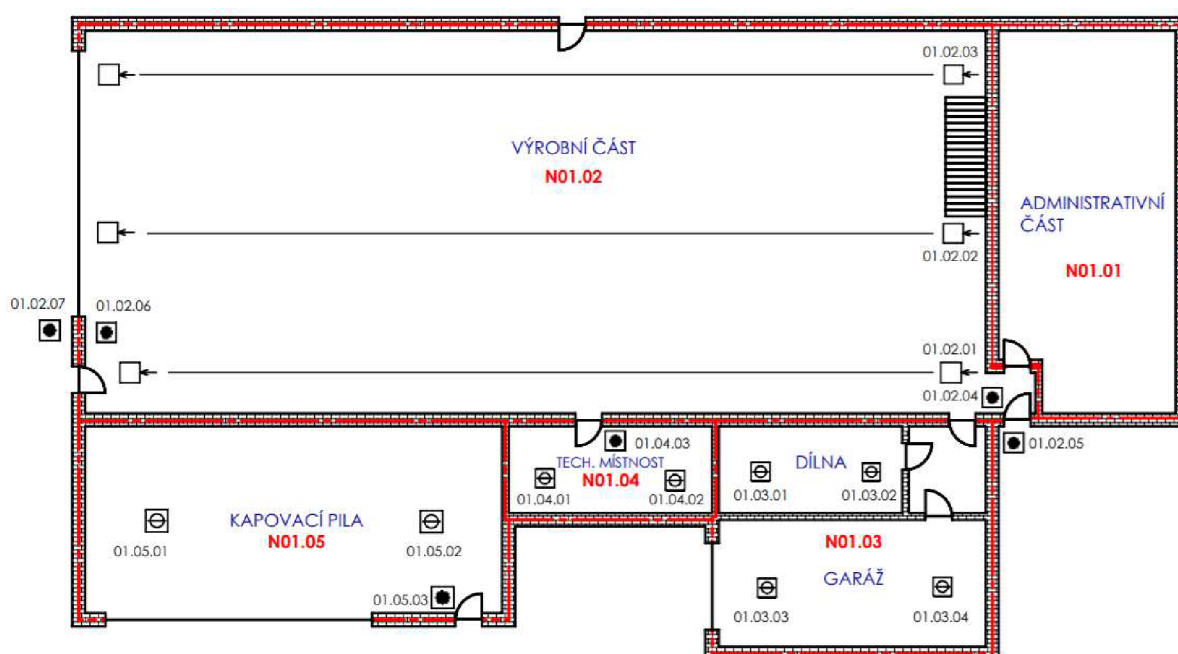 01.02.03
VÝROBNÍ ČÁST
N01.02
ADMINISTRATIVNÍ
ČÁST
N01.01
01.02.02
01.02.07
01.02.06
01.02.01
01.02.04
01.02.05
01.04.03
TECH. MÍSTNOST
N01.04
01.04.01
01.04.02
DÍLNA
01.03.01
01.03.02
KAPOVACÍ PILA
N01.05
01.05.01
01.05.02
01.05.03
N01.03
GARÁŽ
01.03.03
01.03.04